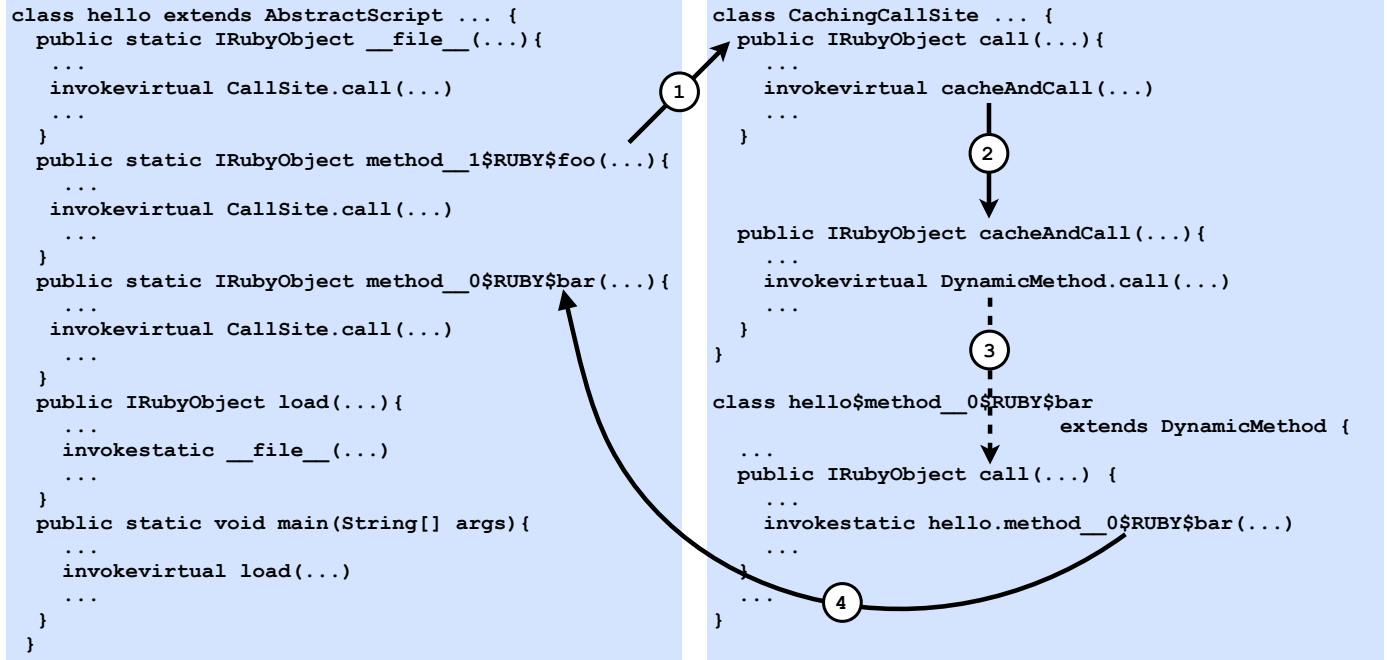 class hello extends AbstractScript ... {
public static IRubyObject __file__(...){
...
invokevirtual CallSite.call(...)
...
}
public static IRubyObject method__1$RUBY$foo(...){
...
invokevirtual CallSite.call(...)
...
}
public static IRubyObject method__0$RUBY$bar(...){
...
invokevirtual CallSite.call(...)
...
}
public IRubyObject load(...){
...
invokestatic __file__(...)
...
}
public static void main(String[] args){
...
invokevirtual load(...)
...
}
}
1
class CachingCallSite ... {
public IRubyObject call(...){
...
invokevirtual cacheAndCall(...)
...
}
2
public IRubyObject cacheAndCall(...){
...
invokevirtual DynamicMethod.call(...)
...
}
3
}
class hello$method__0$RUBY$bar
extends DynamicMethod {
...
public IRubyObject call(...) {
...
invokestatic hello.method__0$RUBY$bar(...)
...
}
...
4
}